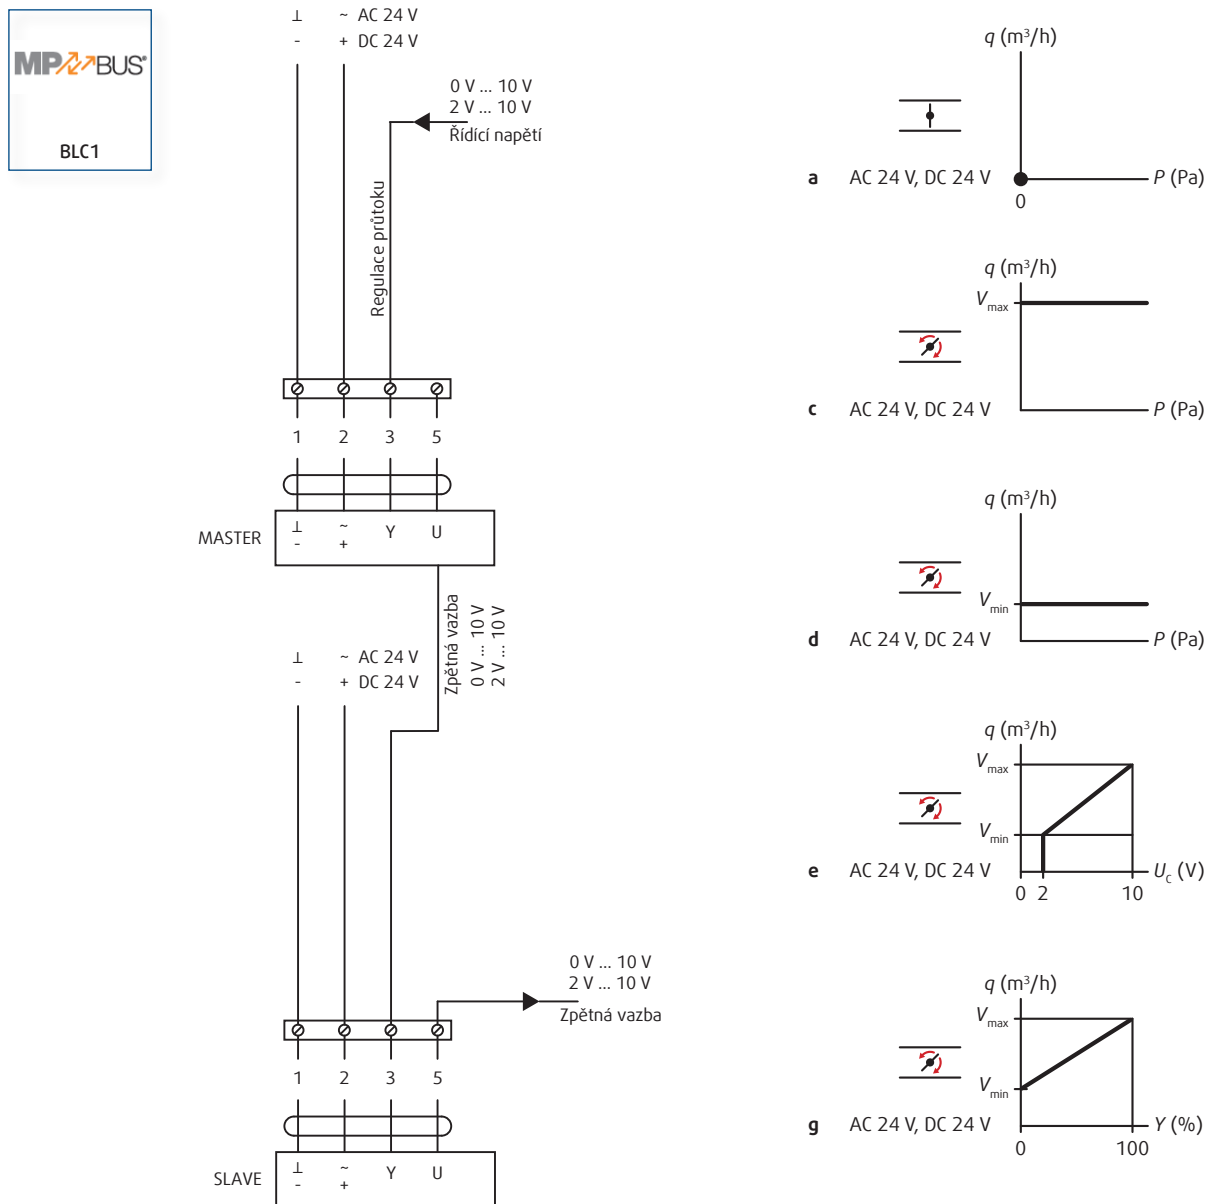 MP BUS®
BLC1
⊥ ~ AC 24 V
- + DC 24 V
0 V ... 10 V
2 V ... 10 V
Řídící napětí
Regulace průtoku
1 2 3 5
MASTER
⊥ ~ Y U
- +
Zpětná vazba
0 V ... 10 V
2 V ... 10 V
⊥ ~ AC 24 V
- + DC 24 V
0 V ... 10 V
2 V ... 10 V
Zpětná vazba
1 2 3 5
SLAVE
⊥ ~ Y U
- +
q (m³/h)
a AC 24 V, DC 24 V
P (Pa)
0
q (m³/h)
Vmax
c AC 24 V, DC 24 V
P (Pa)
q (m³/h)
Vmin
d AC 24 V, DC 24 V
P (Pa)
q (m³/h)
Vmax
Vmin
e AC 24 V, DC 24 V
Uc (V)
0 2 10
q (m³/h)
Vmax
Vmin
g AC 24 V, DC 24 V
Y (%)
0 100